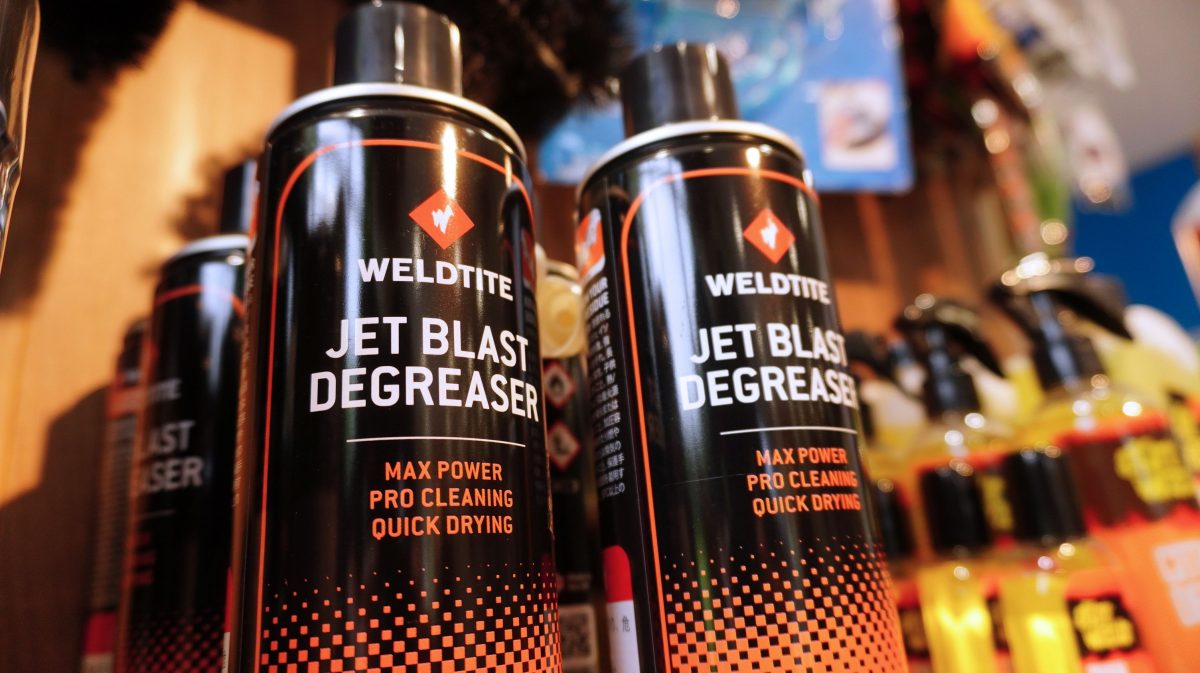 WELDTITE
JET BLAST
DEGREASER
MAX POWER
PRO CLEANING
QUICK DRYING
WELDTITE
JET BLAST
DEGREASER
MAX POWER
PRO CLEANING
QUICK DRYING